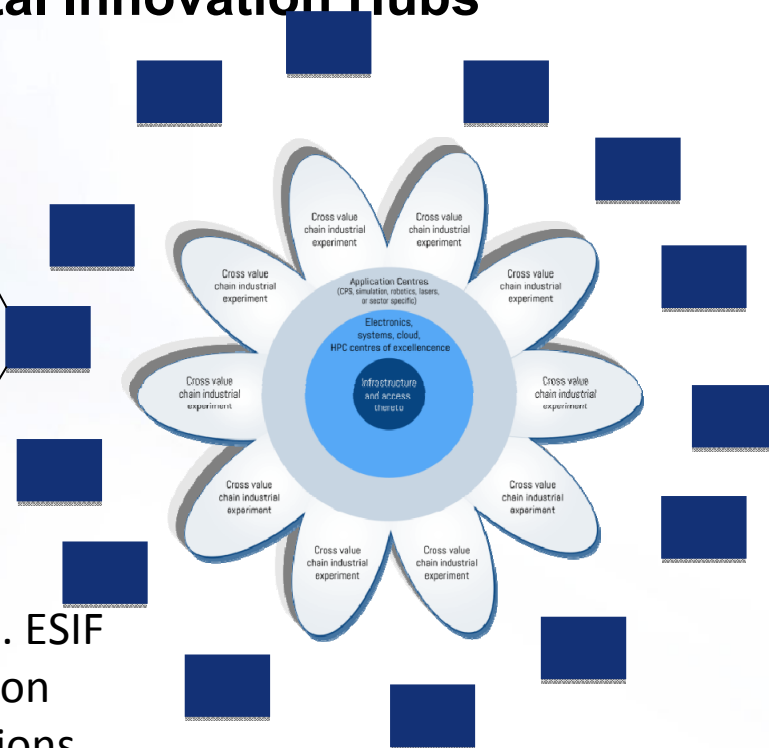 tal Innovation Hubs
Cross value
chain industrial
experiment
Cross value
chain industrial
experiment
Cross value
chain industrial
experiment
Cross value
chain industrial
experiment
Application Centres
(CPS, simulation, robotics, lasers,
or sector specific)
Electronics,
systems, cloud,
HPC centres of excellencence
Infrastructure
and access
thereto
Cross value
chain industrial
experiment
Cross value
chain industrial
experiment
Cross value
chain industrial
experiment
Cross value
chain industrial
experiment
Cross value
chain industrial
experiment
Cross value
chain industrial
experiment
. ESIF
on
ions